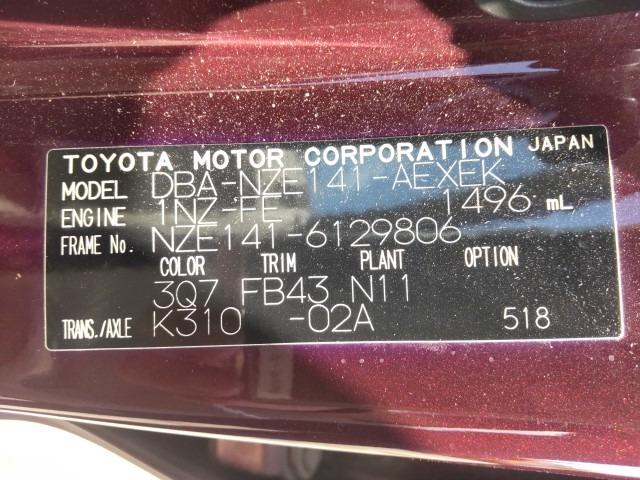 TOYOTA MOTOR CORPORATION JAPAN
MODEL DBA-NZE141-AEXEK
ENGINE 1NZ-FE 1496 mL
FRAME No. NZE141-6129806
COLOR TRIM PLANT OPTION
3Q7 FB43 N11
TRANS./AXLE K310 -02A 518